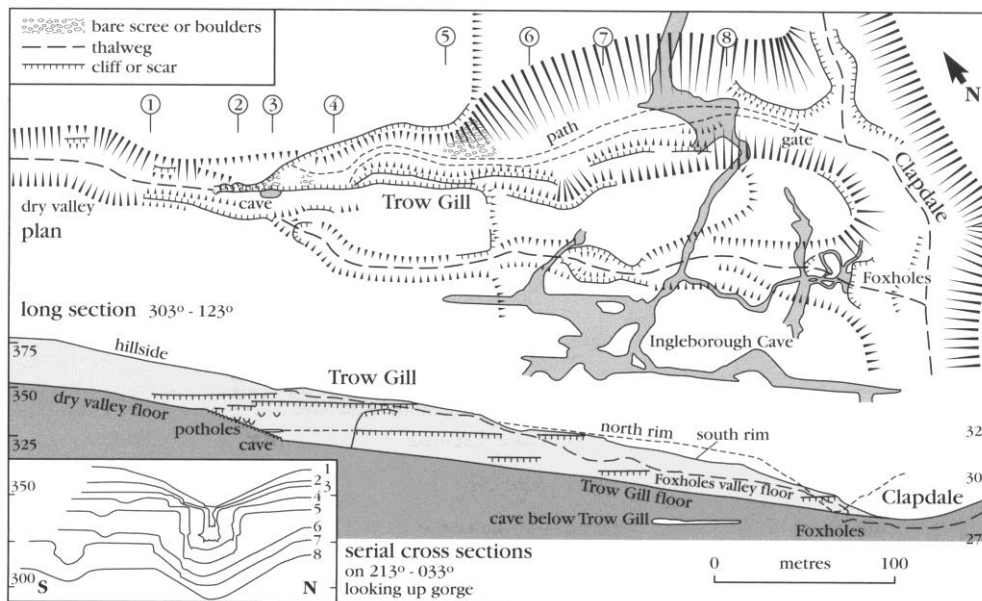 bare scree or boulders
thalweg
cliff or scar
1
2
3
4
5
6
7
8
N
path
gate
Clapdale
cave
Trow Gill
dry valley
plan
Foxholes
Ingleborough Cave
long section 303º - 123º
375
350
325
hillside
Trow Gill
dry valley floor
potholes
cave
north rim
south rim
Foxholes valley floor
Trow Gill floor
cave below Trow Gill
Clapdale
Foxholes
32
30
27
350
300
S
N
1
2
3
4
5
6
7
8
serial cross sections
on 213º - 033º
looking up gorge
0 metres 100